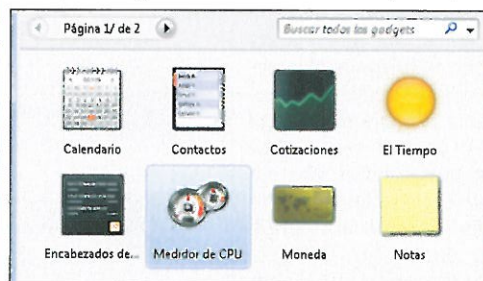 Página 1/ de 2
Buscar todos los gadgets
Calendario Contactos Cotizaciones El Tiempo
Encabezados de... Medidor de CPU Moneda Notas